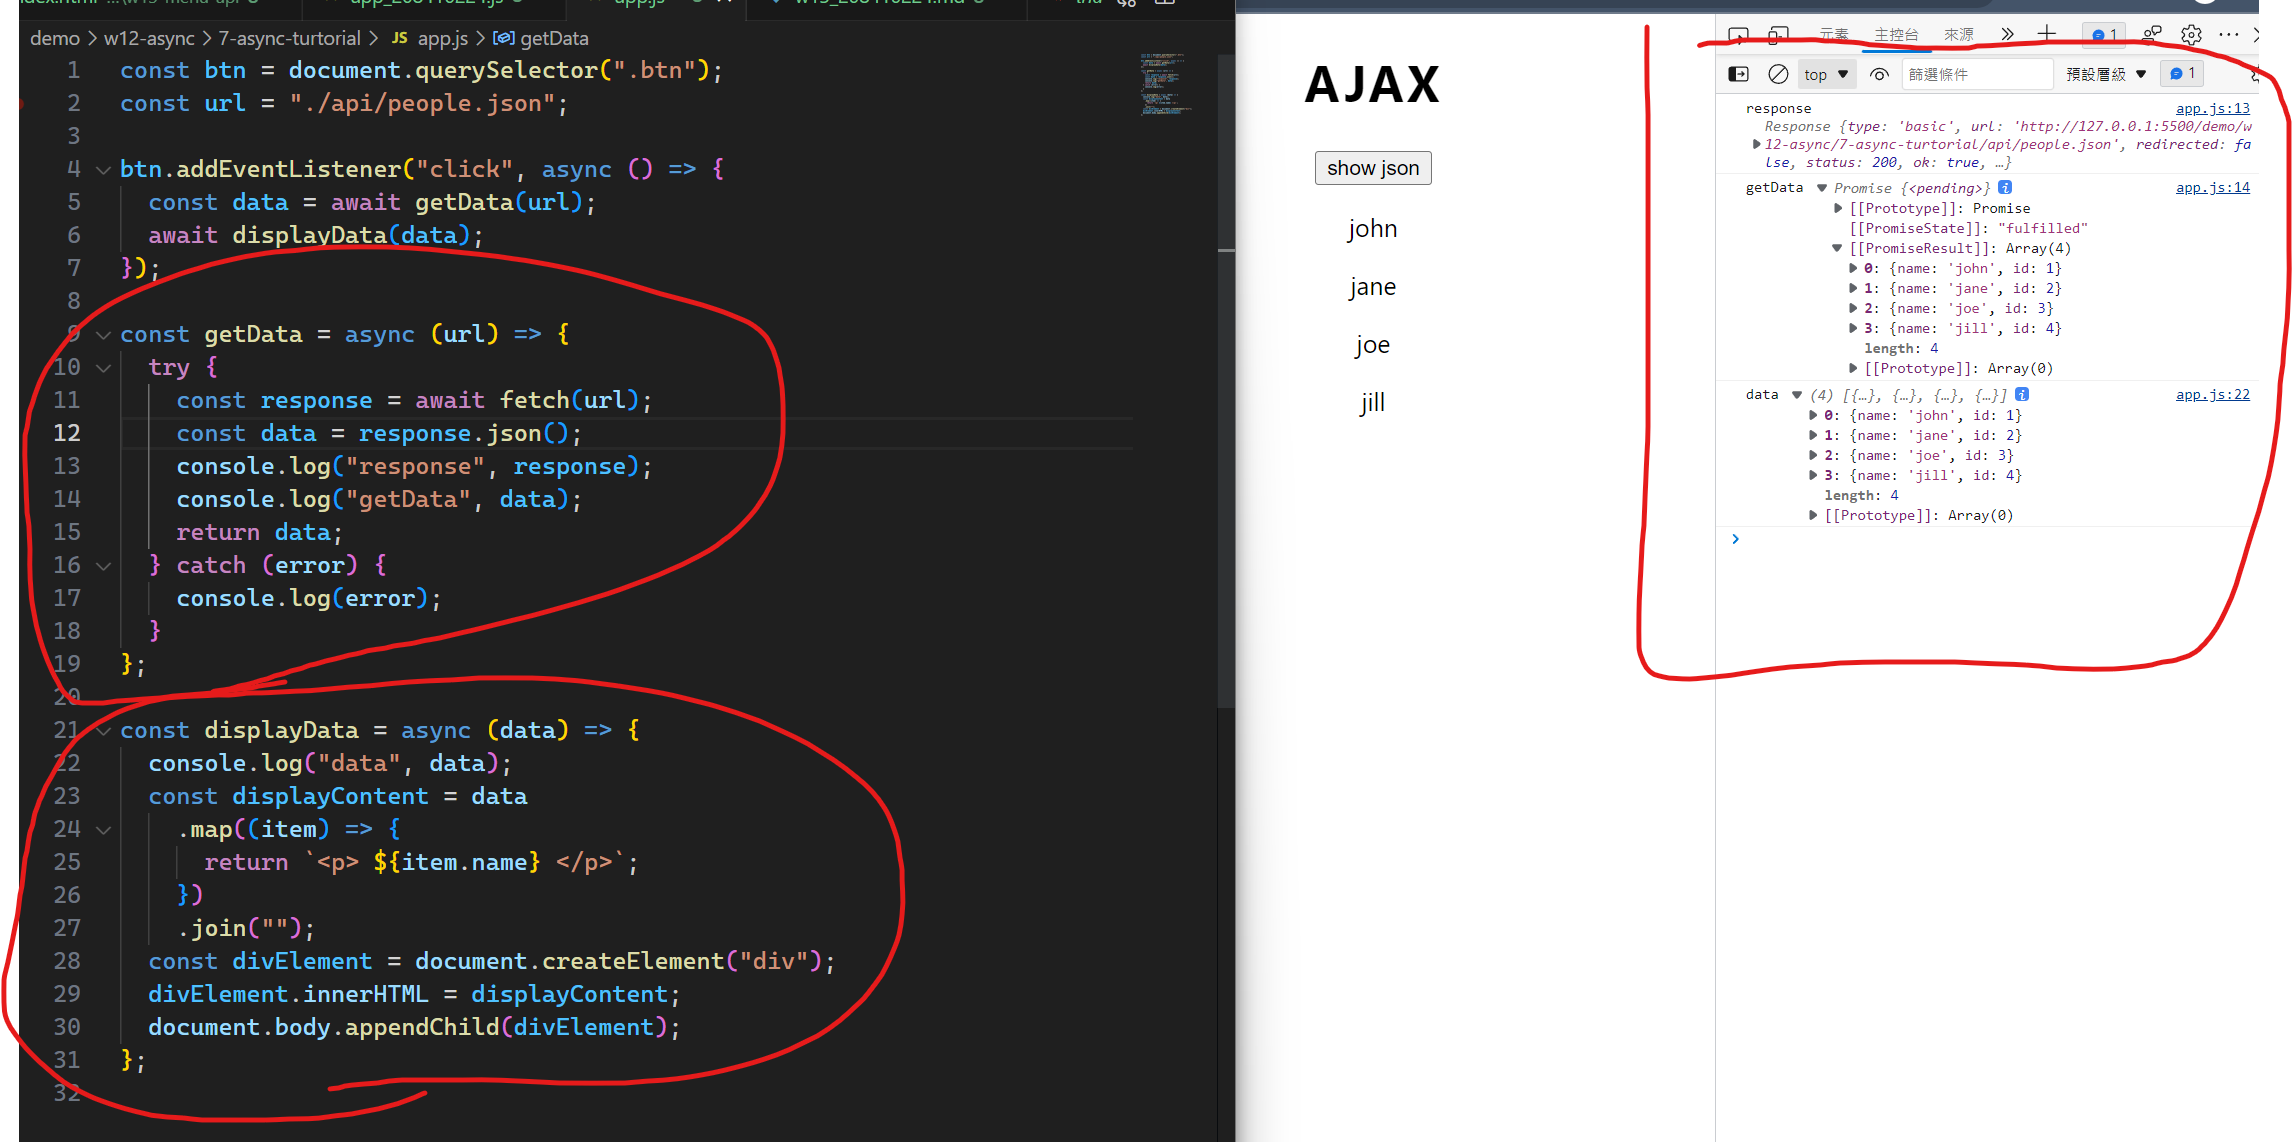 demo > w12-async > 7-async-turtorial > JS app.js > getData
1 const btn = document.querySelector(".btn");
2 const url = "./api/people.json";
3
4 btn.addEventListener("click", async () => {
5 const data = await getData(url);
6 await displayData(data);
7 });
8
9 const getData = async (url) => {
10 try {
11 const response = await fetch(url);
12 const data = response.json();
13 console.log("response", response);
14 console.log("getData", data);
15 return data;
16 } catch (error) {
17 console.log(error);
18 }
19 };
20
21 const displayData = async (data) => {
22 console.log("data", data);
23 const displayContent = data
24 .map((item) => {
25 return `<p> ${item.name} </p>`;
26 })
27 .join("");
28 const divElement = document.createElement("div");
29 divElement.innerHTML = displayContent;
30 document.body.appendChild(divElement);
31 };
32
AJAX
show json
john
jane
joe
jill
元素 主控台 來源 1
top 篩選條件 預設層級 1
response app.js:13
Response {type: 'basic', url: 'http://127.0.0.1:5500/demo/w
12-async/7-async-turtorial/api/people.json', redirected: fa
lse, status: 200, ok: true, …}
getData Promise {<pending>} i app.js:14
[[Prototype]]: Promise
[[PromiseState]]: "fulfilled"
[[PromiseResult]]: Array(4)
0: {name: 'john', id: 1}
1: {name: 'jane', id: 2}
2: {name: 'joe', id: 3}
3: {name: 'jill', id: 4}
length: 4
[[Prototype]]: Array(0)
data (4) [{…}, {…}, {…}, {…}] i app.js:22
0: {name: 'john', id: 1}
1: {name: 'jane', id: 2}
2: {name: 'joe', id: 3}
3: {name: 'jill', id: 4}
length: 4
[[Prototype]]: Array(0)